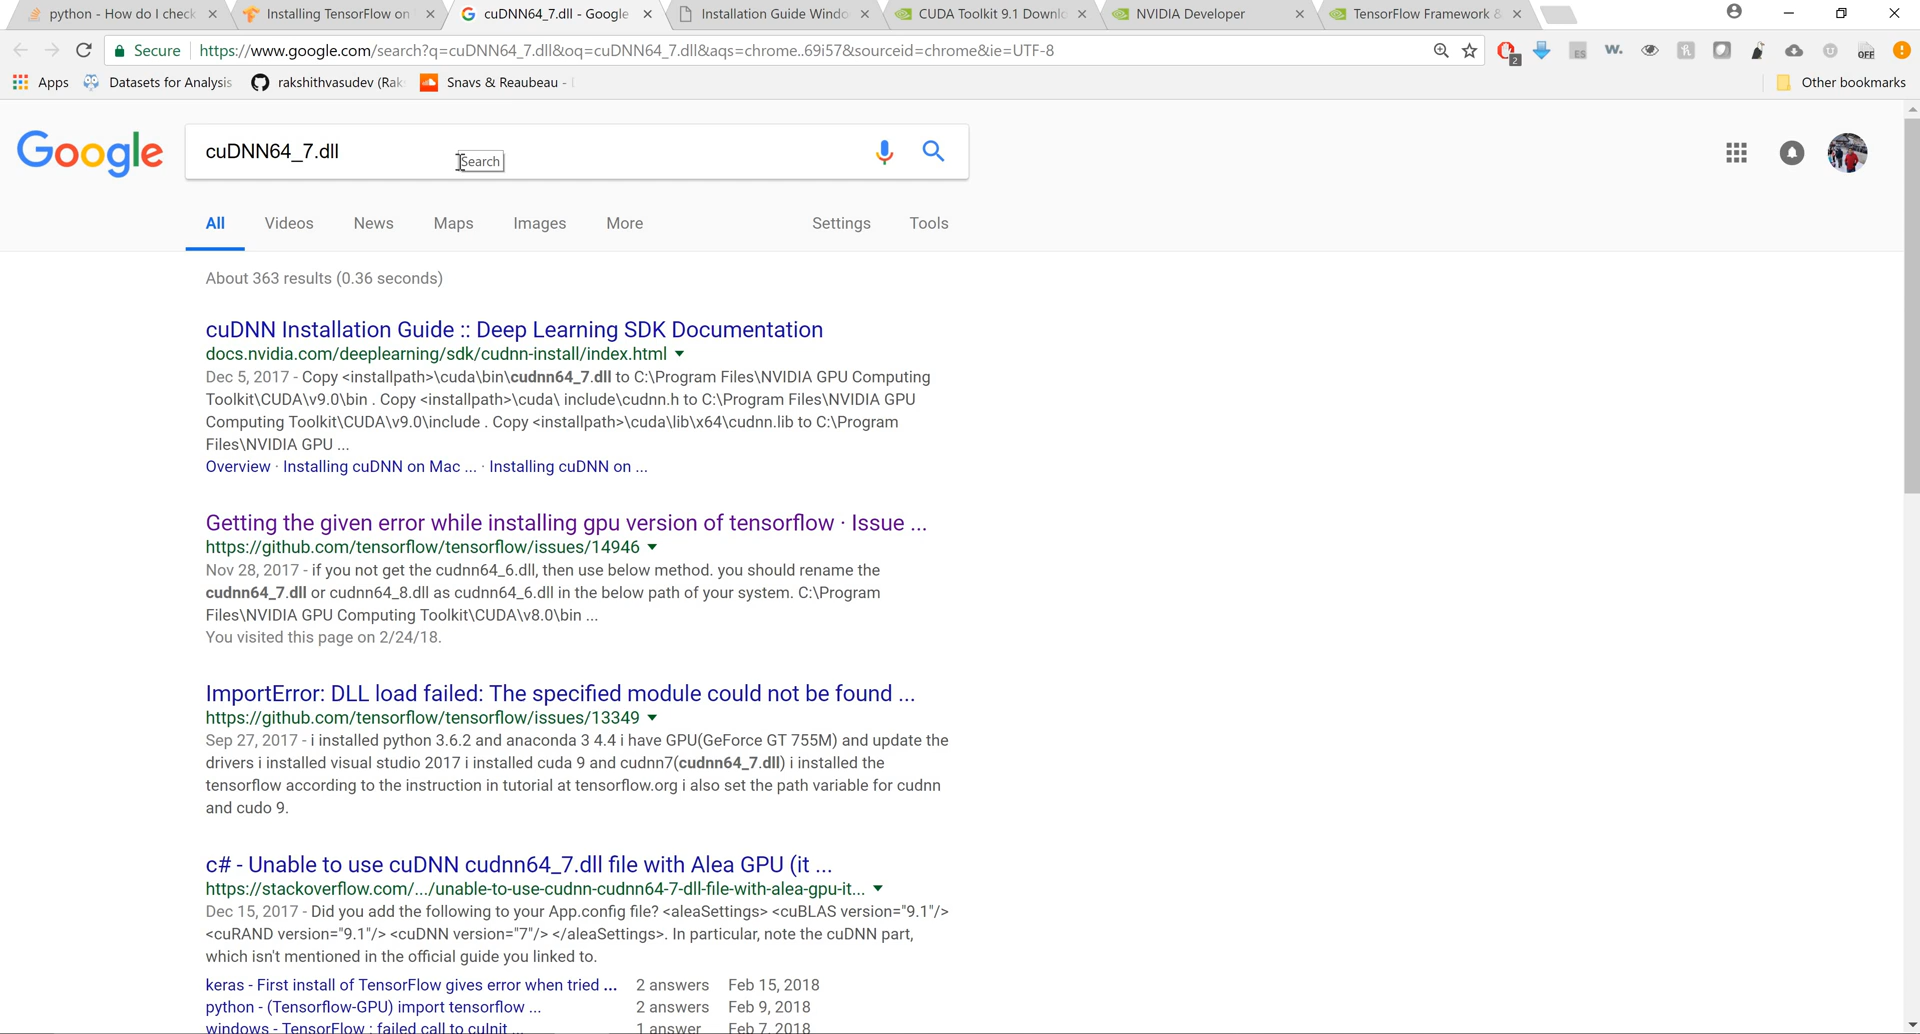 python - How do I check
Installing TensorFlow on
cuDNN64_7.dll - Google
Installation Guide Windo
CUDA Toolkit 9.1 Downlo
NVIDIA Developer
TensorFlow Framework &
Secure
https://www.google.com/search?q=cuDNN64_7.dll&oq=cuDNN64_7.dll&aqs=chrome..69i57&sourceid=chrome&ie=UTF-8
2
ES
w.
OFF
Apps
Datasets for Analysis
rakshithvasudev (Rak
Snavs & Reaubeau -
Other bookmarks
Google
cuDNN64_7.dll
Search
All
Videos
News
Maps
Images
More
Settings
Tools
About 363 results (0.36 seconds)
cuDNN Installation Guide :: Deep Learning SDK Documentation
docs.nvidia.com/deeplearning/sdk/cudnn-install/index.html
Dec 5, 2017 - Copy <installpath>\cuda\bin\cudnn64_7.dll to C:\Program Files\NVIDIA GPU Computing
Toolkit\CUDA\v9.0\bin . Copy <installpath>\cuda\ include\cudnn.h to C:\Program Files\NVIDIA GPU
Computing Toolkit\CUDA\v9.0\include . Copy <installpath>\cuda\lib\x64\cudnn.lib to C:\Program
Files\NVIDIA GPU ...
Overview · Installing cuDNN on Mac ... · Installing cuDNN on ...
Getting the given error while installing gpu version of tensorflow · Issue ...
https://github.com/tensorflow/tensorflow/issues/14946
Nov 28, 2017 - if you not get the cudnn64_6.dll, then use below method. you should rename the
cudnn64_7.dll or cudnn64_8.dll as cudnn64_6.dll in the below path of your system. C:\Program
Files\NVIDIA GPU Computing Toolkit\CUDA\v8.0\bin ...
You visited this page on 2/24/18.
ImportError: DLL load failed: The specified module could not be found ...
https://github.com/tensorflow/tensorflow/issues/13349
Sep 27, 2017 - i installed python 3.6.2 and anaconda 3 4.4 i have GPU(GeForce GT 755M) and update the
drivers i installed visual studio 2017 i installed cuda 9 and cudnn7(cudnn64_7.dll) i installed the
tensorflow according to the instruction in tutorial at tensorflow.org i also set the path variable for cudnn
and cudo 9.
c# - Unable to use cuDNN cudnn64_7.dll file with Alea GPU (it ...
https://stackoverflow.com/.../unable-to-use-cudnn-cudnn64-7-dll-file-with-alea-gpu-it...
Dec 15, 2017 - Did you add the following to your App.config file? <aleaSettings> <cuBLAS version="9.1"/>
<cuRAND version="9.1"/> <cuDNN version="7"/> </aleaSettings>. In particular, note the cuDNN part,
which isn't mentioned in the official guide you linked to.
keras - First install of TensorFlow gives error when tried ... 2 answers Feb 15, 2018
python - (Tensorflow-GPU) import tensorflow ... 2 answers Feb 9, 2018
windows - TensorFlow : failed call to cuInit ... 1 answer Feb 7, 2018